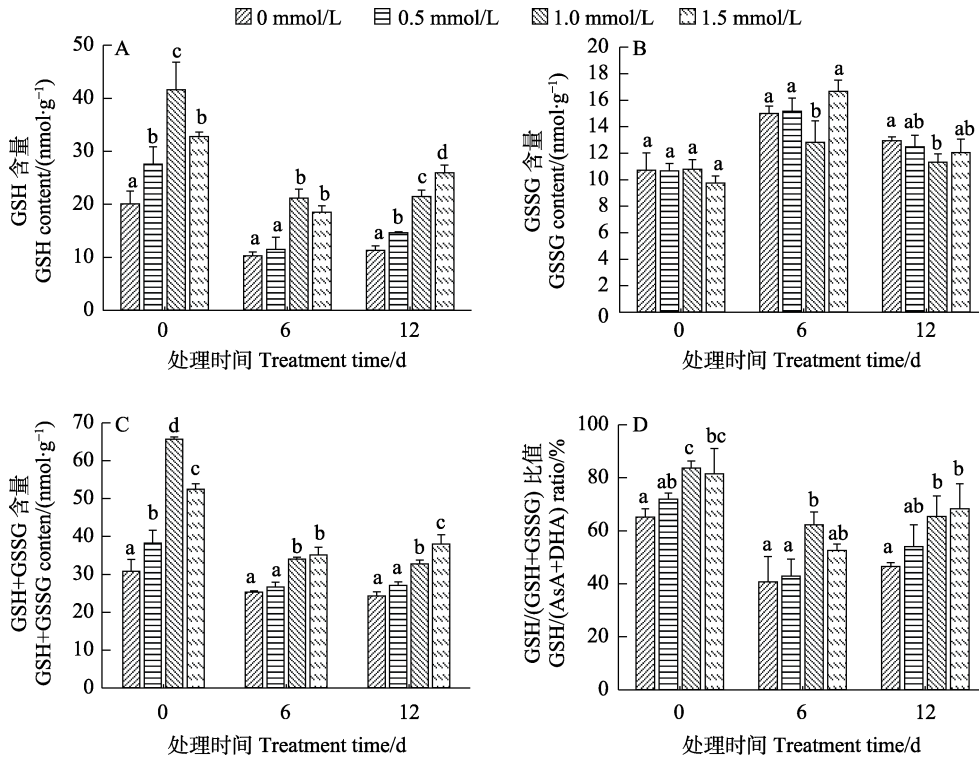 0 mmol/L 0.5 mmol/L 1.0 mmol/L 1.5 mmol/L
A
GSH 含量
GSH content/(nmol·g⁻¹)
50
40
30
20
10
0
a b c b
a a b b
a b c d
0 6 12
处理时间 Treatment time/d
B
GSSG 含量
GSSG content/(nmol·g⁻¹)
20
18
16
14
12
10
8
6
4
2
0
a a a a
a a b a
a ab b ab
0 6 12
处理时间 Treatment time/d
C
GSH+GSSG 含量
GSH+GSSG conten/(nmol·g⁻¹)
70
60
50
40
30
20
10
0
a b d c
a a b b
a a b c
0 6 12
处理时间 Treatment time/d
D
GSH/(GSH+GSSG) 比值
GSH/(AsA+DHA) ratio/%
100
80
60
40
20
0
a ab c bc
a a b ab
a ab b b
0 6 12
处理时间 Treatment time/d